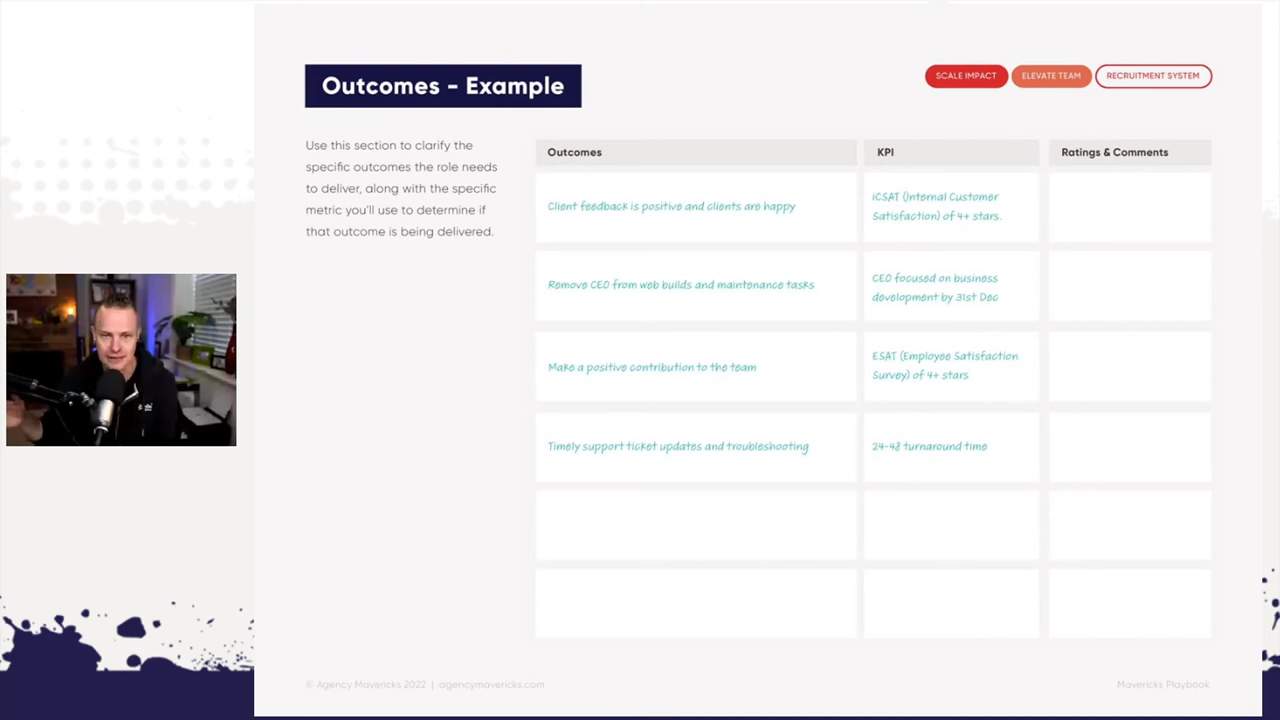 Outcomes - Example
SCALE IMPACT
ELEVATE TEAM
RECRUITMENT SYSTEM
Use this section to clarify the
specific outcomes the role needs
to deliver, along with the specific
metric you'll use to determine if
that outcome is being delivered.
Outcomes
KPI
Ratings & Comments
Client feedback is positive and clients are happy
iCSAT (Internal Customer
Satisfaction) of 4+ stars.
Remove CEO from web builds and maintenance tasks
CEO focused on business
development by 31st Dec
Make a positive contribution to the team
ESAT (Employee Satisfaction
Survey) of 4+ stars
Timely support ticket updates and troubleshooting
24-48 turnaround time
© Agency Mavericks 2022 | agencymavericks.com
Mavericks Playbook